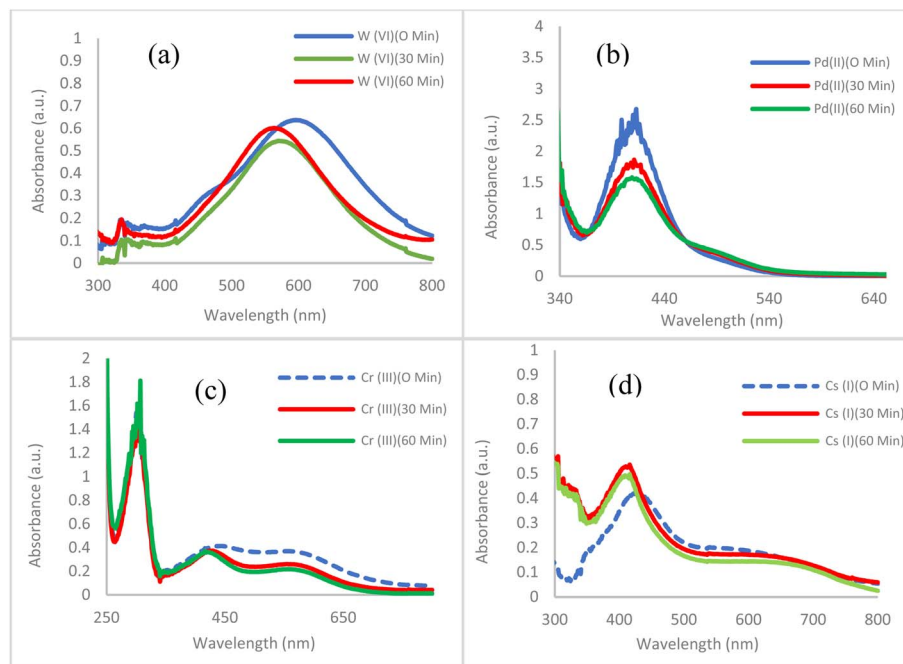 (a)
W (VI)(O Min)
W (VI)(30 Min)
W (VI)(60 Min)
Absorbance (a.u.)
1
0.9
0.8
0.7
0.6
0.5
0.4
0.3
0.2
0.1
0
300 400 500 600 700 800
Wavelength (nm)
(b)
Pd(II)(O Min)
Pd(II)(30 Min)
Pd(II)(60 Min)
Absorbance (a.u.)
4
3.5
3
2.5
2
1.5
1
0.5
0
340 440 540 640
Wavelength (nm)
(c)
Cr (III)(O Min)
Cr (III)(30 Min)
Cr (III)(60 Min)
Absorbance (a.u.)
2
1.8
1.6
1.4
1.2
1
0.8
0.6
0.4
0.2
0
250 450 650
Wavelength (nm)
(d)
Cs (I)(O Min)
Cs (I)(30 Min)
Cs (I)(60 Min)
Absorbance (a.u.)
1
0.9
0.8
0.7
0.6
0.5
0.4
0.3
0.2
0.1
0
300 400 500 600 700 800
Wavelength (nm)